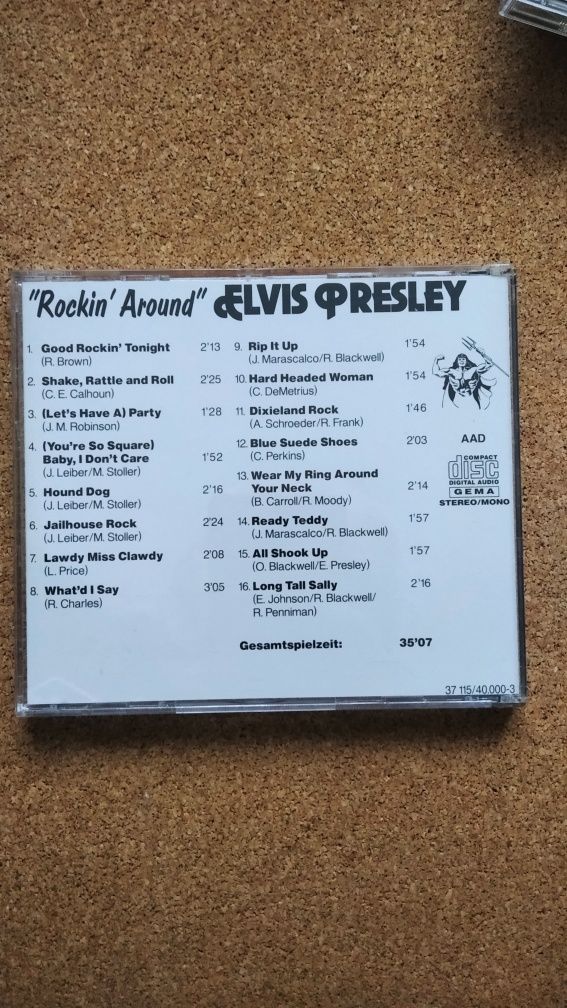 "Rockin' Around" ELVIS PRESLEY
1. Good Rockin' Tonight 2'13
(R. Brown)
2. Shake, Rattle and Roll 2'25
(C. E. Calhoun)
3. (Let's Have A) Party 1'28
(J. M. Robinson)
4. (You're So Square)
Baby, I Don't Care 1'52
(J. Leiber/M. Stoller)
5. Hound Dog 2'16
(J. Leiber/M. Stoller)
6. Jailhouse Rock 2'24
(J. Leiber/M. Stoller)
7. Lawdy Miss Clawdy 2'08
(L. Price)
8. What'd I Say 3'05
(R. Charles)
9. Rip It Up 1'54
(J. Marascalco/R. Blackwell)
10. Hard Headed Woman 1'54
(C. DeMetrius)
11. Dixieland Rock 1'46
(A. Schroeder/R. Frank)
12. Blue Suede Shoes 2'03
(C. Perkins)
13. Wear My Ring Around
Your Neck 2'14
(B. Carroll/R. Moody)
14. Ready Teddy 1'57
(J. Marascalco/R. Blackwell)
15. All Shook Up 1'57
(O. Blackwell/E. Presley)
16. Long Tall Sally 2'16
(E. Johnson/R. Blackwell/
R. Penniman)
Gesamtspielzeit: 35'07
AAD
COMPACT
disc
DIGITAL AUDIO
GEMA
STEREO/MONO
37 115/40.000-3